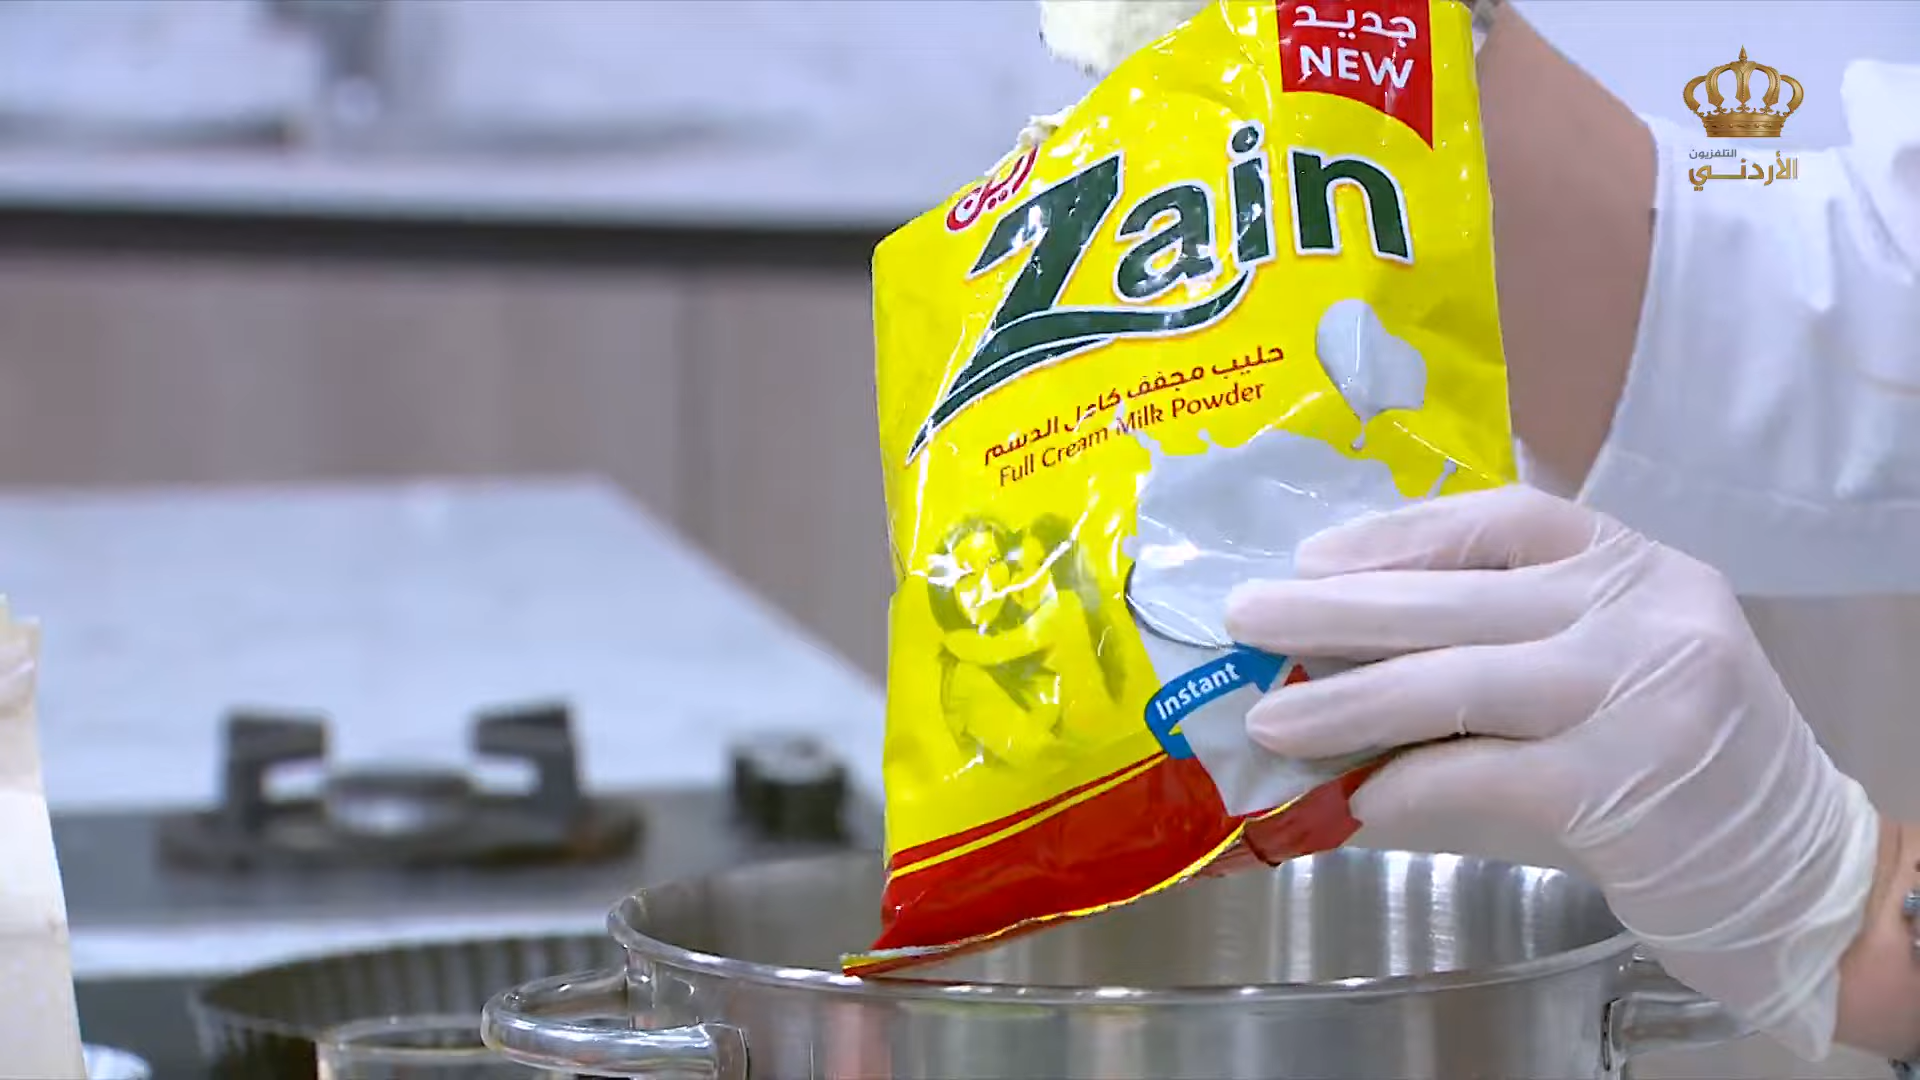 جديد
NEW
التلفزيون
الأردني
زين
Zain
حليب مجفف كامل الدسم
Full Cream Milk Powder
Instant